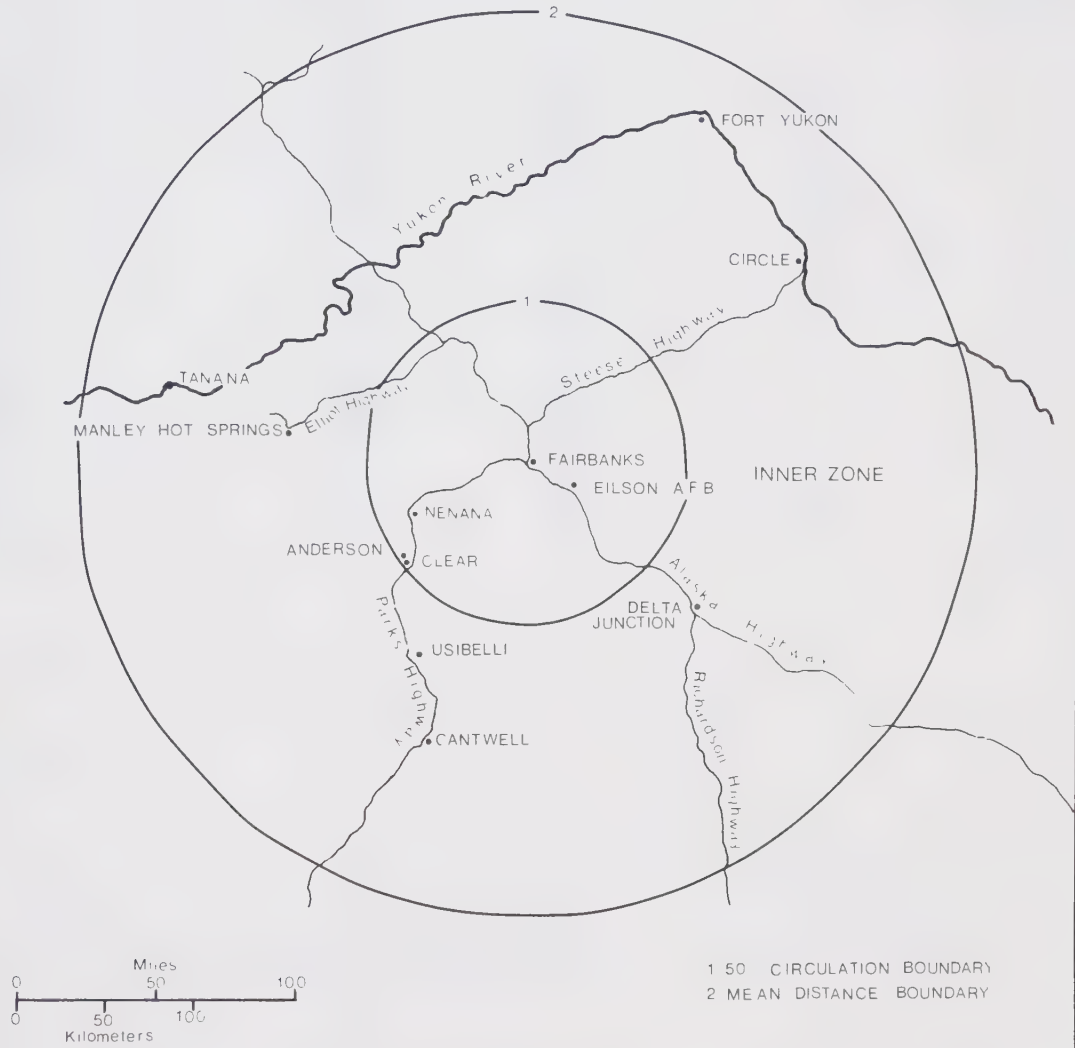 2
FORT YUKON
Yukon River
CIRCLE
1
Steese Highway
TANANA
MANLEY HOT SPRINGS
Elliot Highway
FAIRBANKS
EILSON AFB
INNER ZONE
NENANA
ANDERSON
CLEAR
Alaska Highway
DELTA
JUNCTION
Parks Highway
USIBELLI
Richardson Highway
CANTWELL
Miles
0 50 100
0 50 100
Kilometers
1 50 CIRCULATION BOUNDARY
2 MEAN DISTANCE BOUNDARY